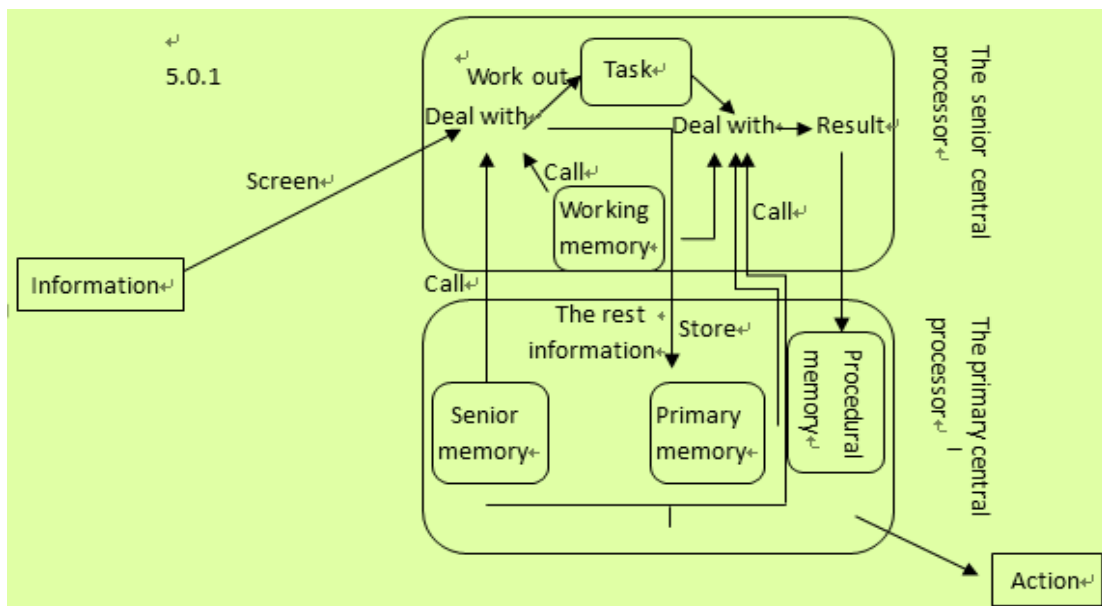 5.0.1
Work out
Task
Deal with
Deal with
Result
Screen
Call
Working
memory
Call
Information
Call
The rest
information
Store
Senior
memory
Primary
memory
Procedural
memory
The senior central
processor
The primary central
processor
Action